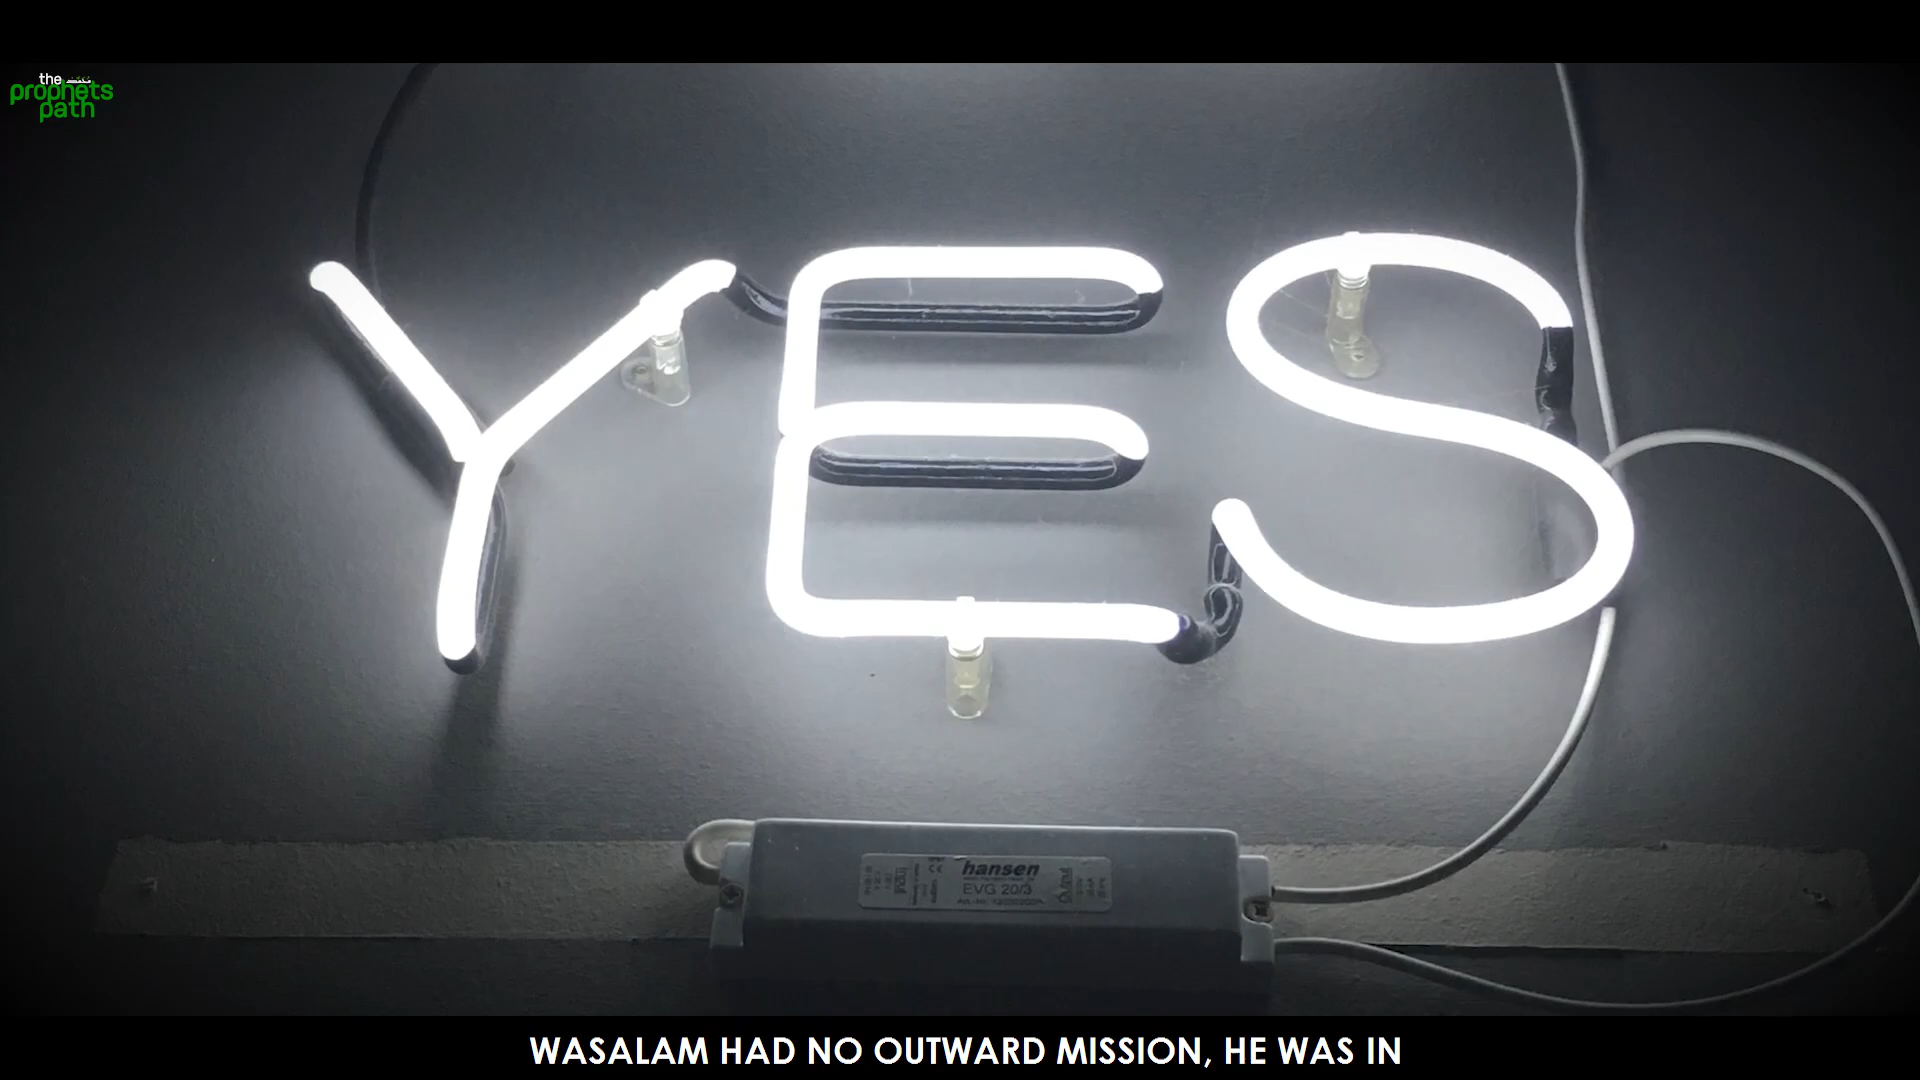 the
prophets
path
YES
hansen
EVG 20/3
WASALAM HAD NO OUTWARD MISSION, HE WAS IN